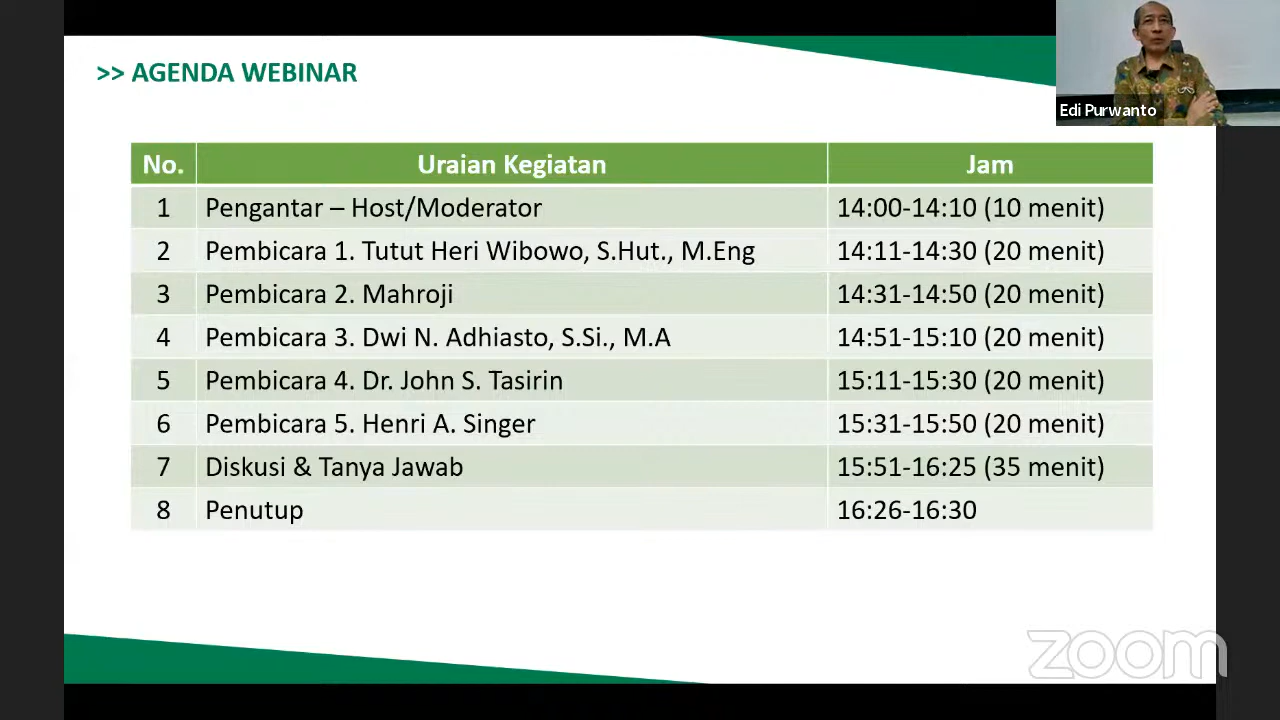 >> AGENDA WEBINAR
Edi Purwanto
No. Uraian Kegiatan Jam
1 Pengantar – Host/Moderator 14:00-14:10 (10 menit)
2 Pembicara 1. Tutut Heri Wibowo, S.Hut., M.Eng 14:11-14:30 (20 menit)
3 Pembicara 2. Mahroji 14:31-14:50 (20 menit)
4 Pembicara 3. Dwi N. Adhiasto, S.Si., M.A 14:51-15:10 (20 menit)
5 Pembicara 4. Dr. John S. Tasirin 15:11-15:30 (20 menit)
6 Pembicara 5. Henri A. Singer 15:31-15:50 (20 menit)
7 Diskusi & Tanya Jawab 15:51-16:25 (35 menit)
8 Penutup 16:26-16:30
zoom